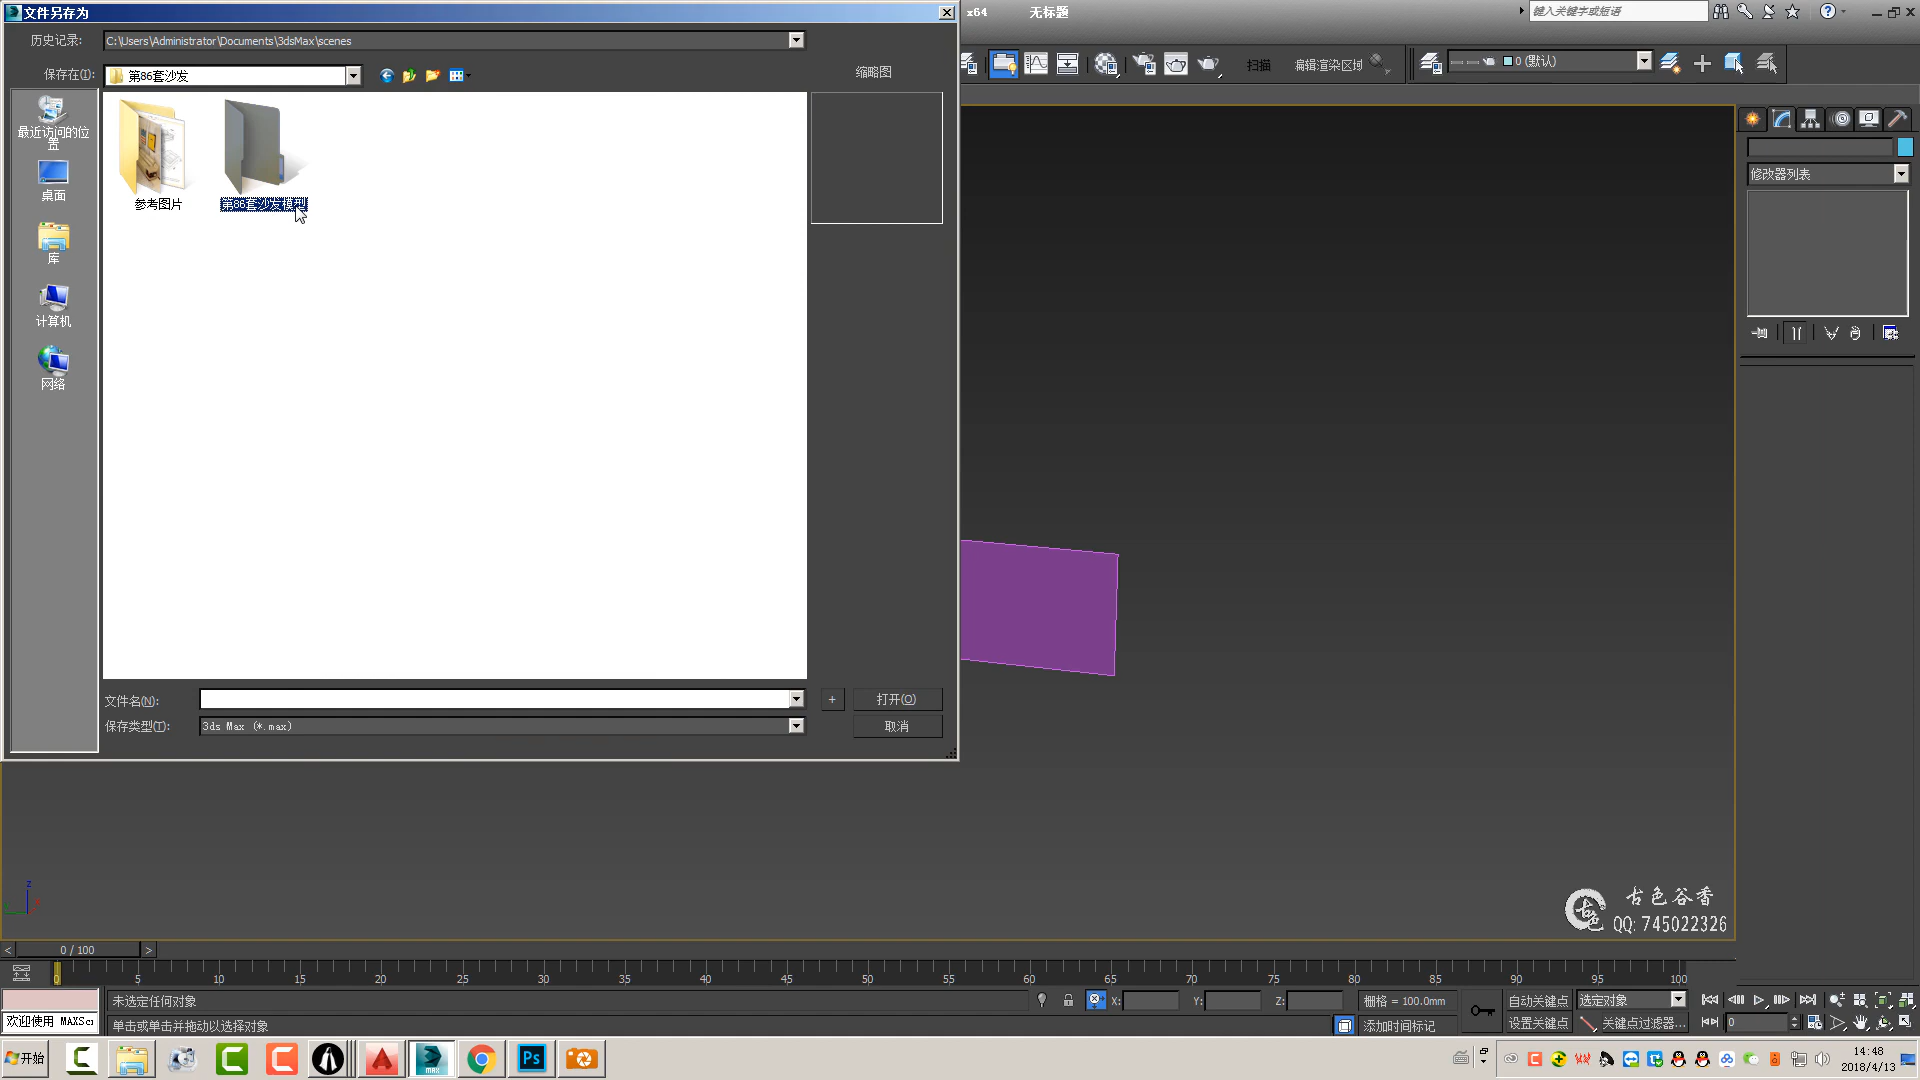 文件另存为
x64 无标题
键入关键字或短语
历史记录: C:\Users\Administrator\Documents\3dsMax\scenes
保存在(I): 第86套沙发
缩略图
扫描 编辑渲染区域
0 (默认)
最近访问的位置
桌面
库
计算机
网络
参考图片
第86套沙发模型
修改器列表
文件名(N):
+ 打开(O)
保存类型(T): 3ds Max (*.max)
取消
z
古色
古色谷香
QQ: 745022326
< 0 / 100 >
0 5 10 15 20 25 30 35 40 45 50 55 60 65 70 75 80 85 90 95 100
未选定任何对象
X: Y: Z: 栅格 = 100.0mm
自动关键点 选定对象
欢迎使用 MAXSc
单击或单击并拖动以选择对象
添加时间标记
设置关键点 关键点过滤器...
0
开始
MAX
Ps
14:48
2018/4/13